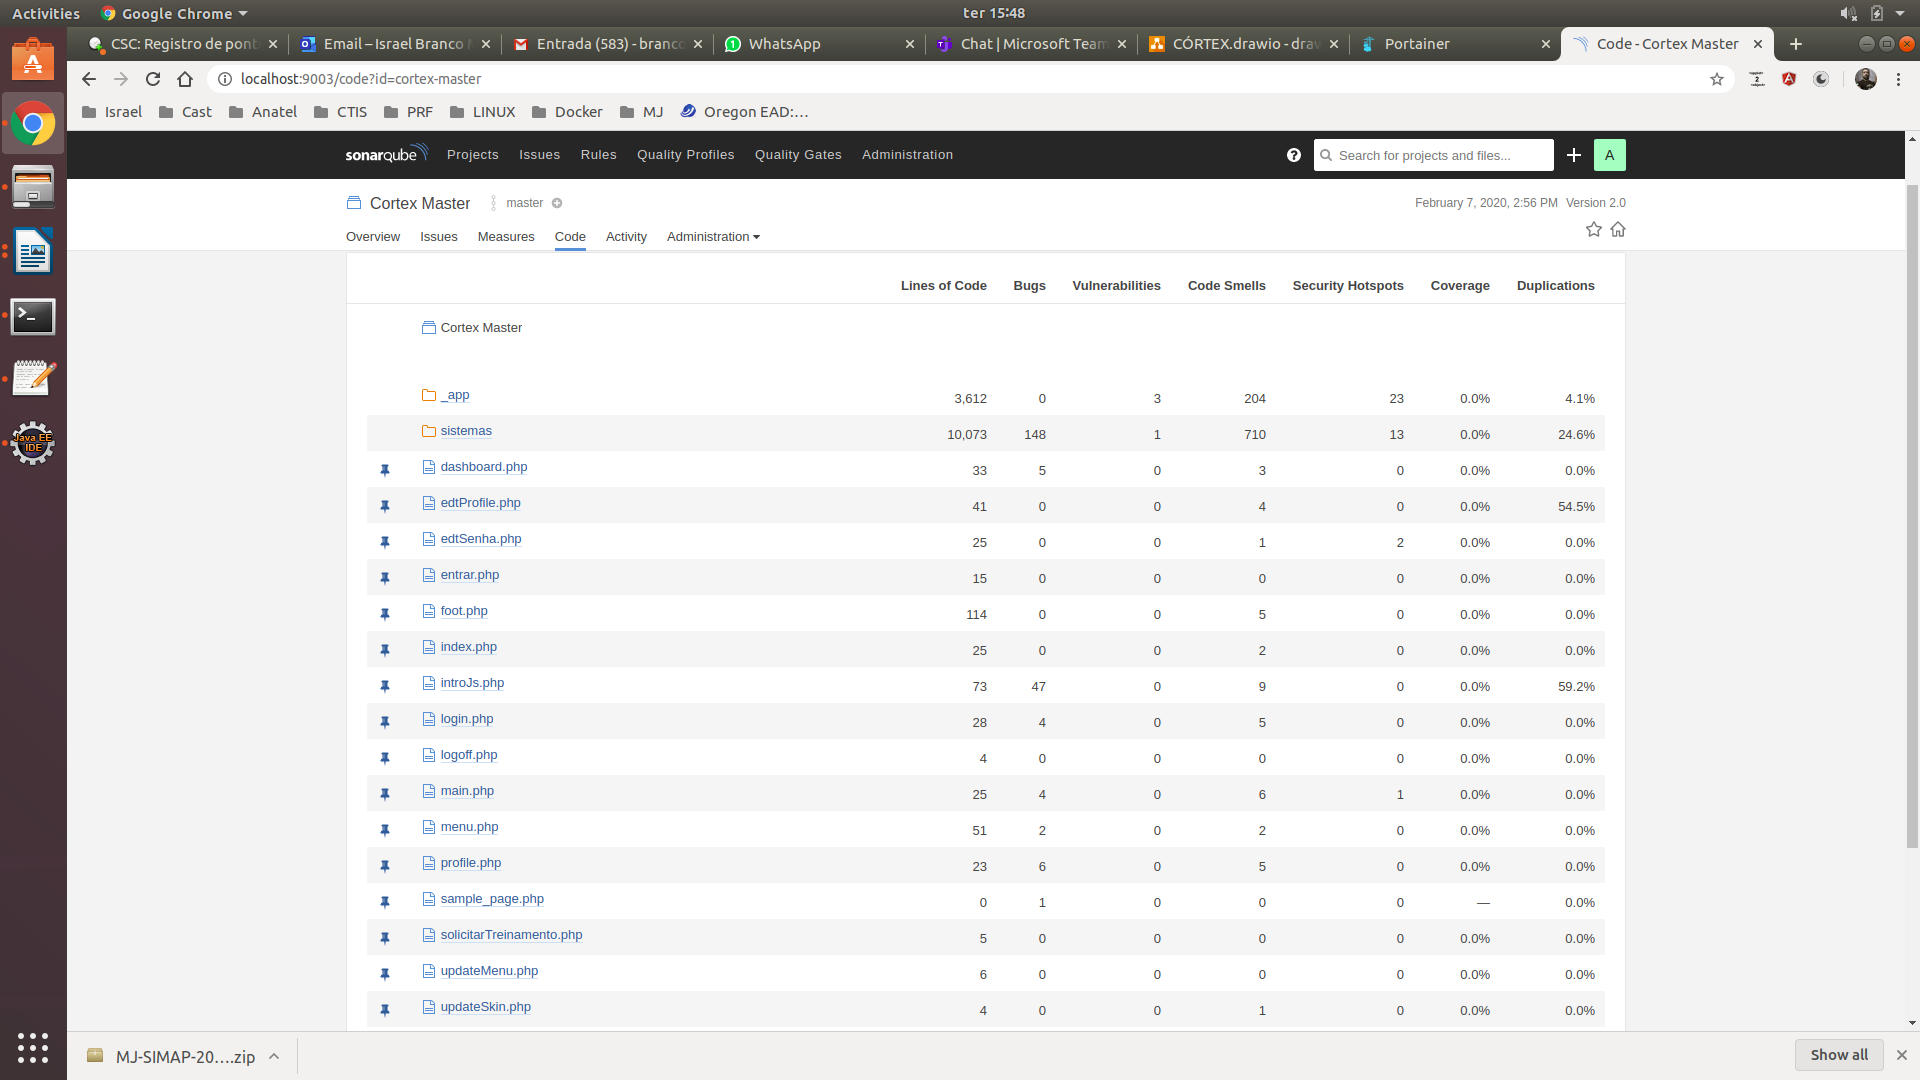 Activities Google Chrome ter 15:48
CSC: Registro de pont Email – Israel Branco Entrada (583) - branc WhatsApp Chat | Microsoft Team CÓRTEX.drawio - dra Portainer Code - Cortex Master
localhost:9003/code?id=cortex-master
Israel Cast Anatel CTIS PRF LINUX Docker MJ Oregon EAD:…
sonarqube Projects Issues Rules Quality Profiles Quality Gates Administration Search for projects and files... A
Cortex Master master February 7, 2020, 2:56 PM Version 2.0
Overview Issues Measures Code Activity Administration
Lines of Code Bugs Vulnerabilities Code Smells Security Hotspots Coverage Duplications
Cortex Master
_app 3,612 0 3 204 23 0.0% 4.1%
sistemas 10,073 148 1 710 13 0.0% 24.6%
dashboard.php 33 5 0 3 0 0.0% 0.0%
edtProfile.php 41 0 0 4 0 0.0% 54.5%
edtSenha.php 25 0 0 1 2 0.0% 0.0%
entrar.php 15 0 0 0 0 0.0% 0.0%
foot.php 114 0 0 5 0 0.0% 0.0%
index.php 25 0 0 2 0 0.0% 0.0%
introJs.php 73 47 0 9 0 0.0% 59.2%
login.php 28 4 0 5 0 0.0% 0.0%
logoff.php 4 0 0 0 0 0.0% 0.0%
main.php 25 4 0 6 1 0.0% 0.0%
menu.php 51 2 0 2 0 0.0% 0.0%
profile.php 23 6 0 5 0 0.0% 0.0%
sample_page.php 0 1 0 0 0 — 0.0%
solicitarTreinamento.php 5 0 0 0 0 0.0% 0.0%
updateMenu.php 6 0 0 0 0 0.0% 0.0%
updateSkin.php 4 0 0 1 0 0.0% 0.0%
Java EE
IDE
MJ-SIMAP-20….zip Show all